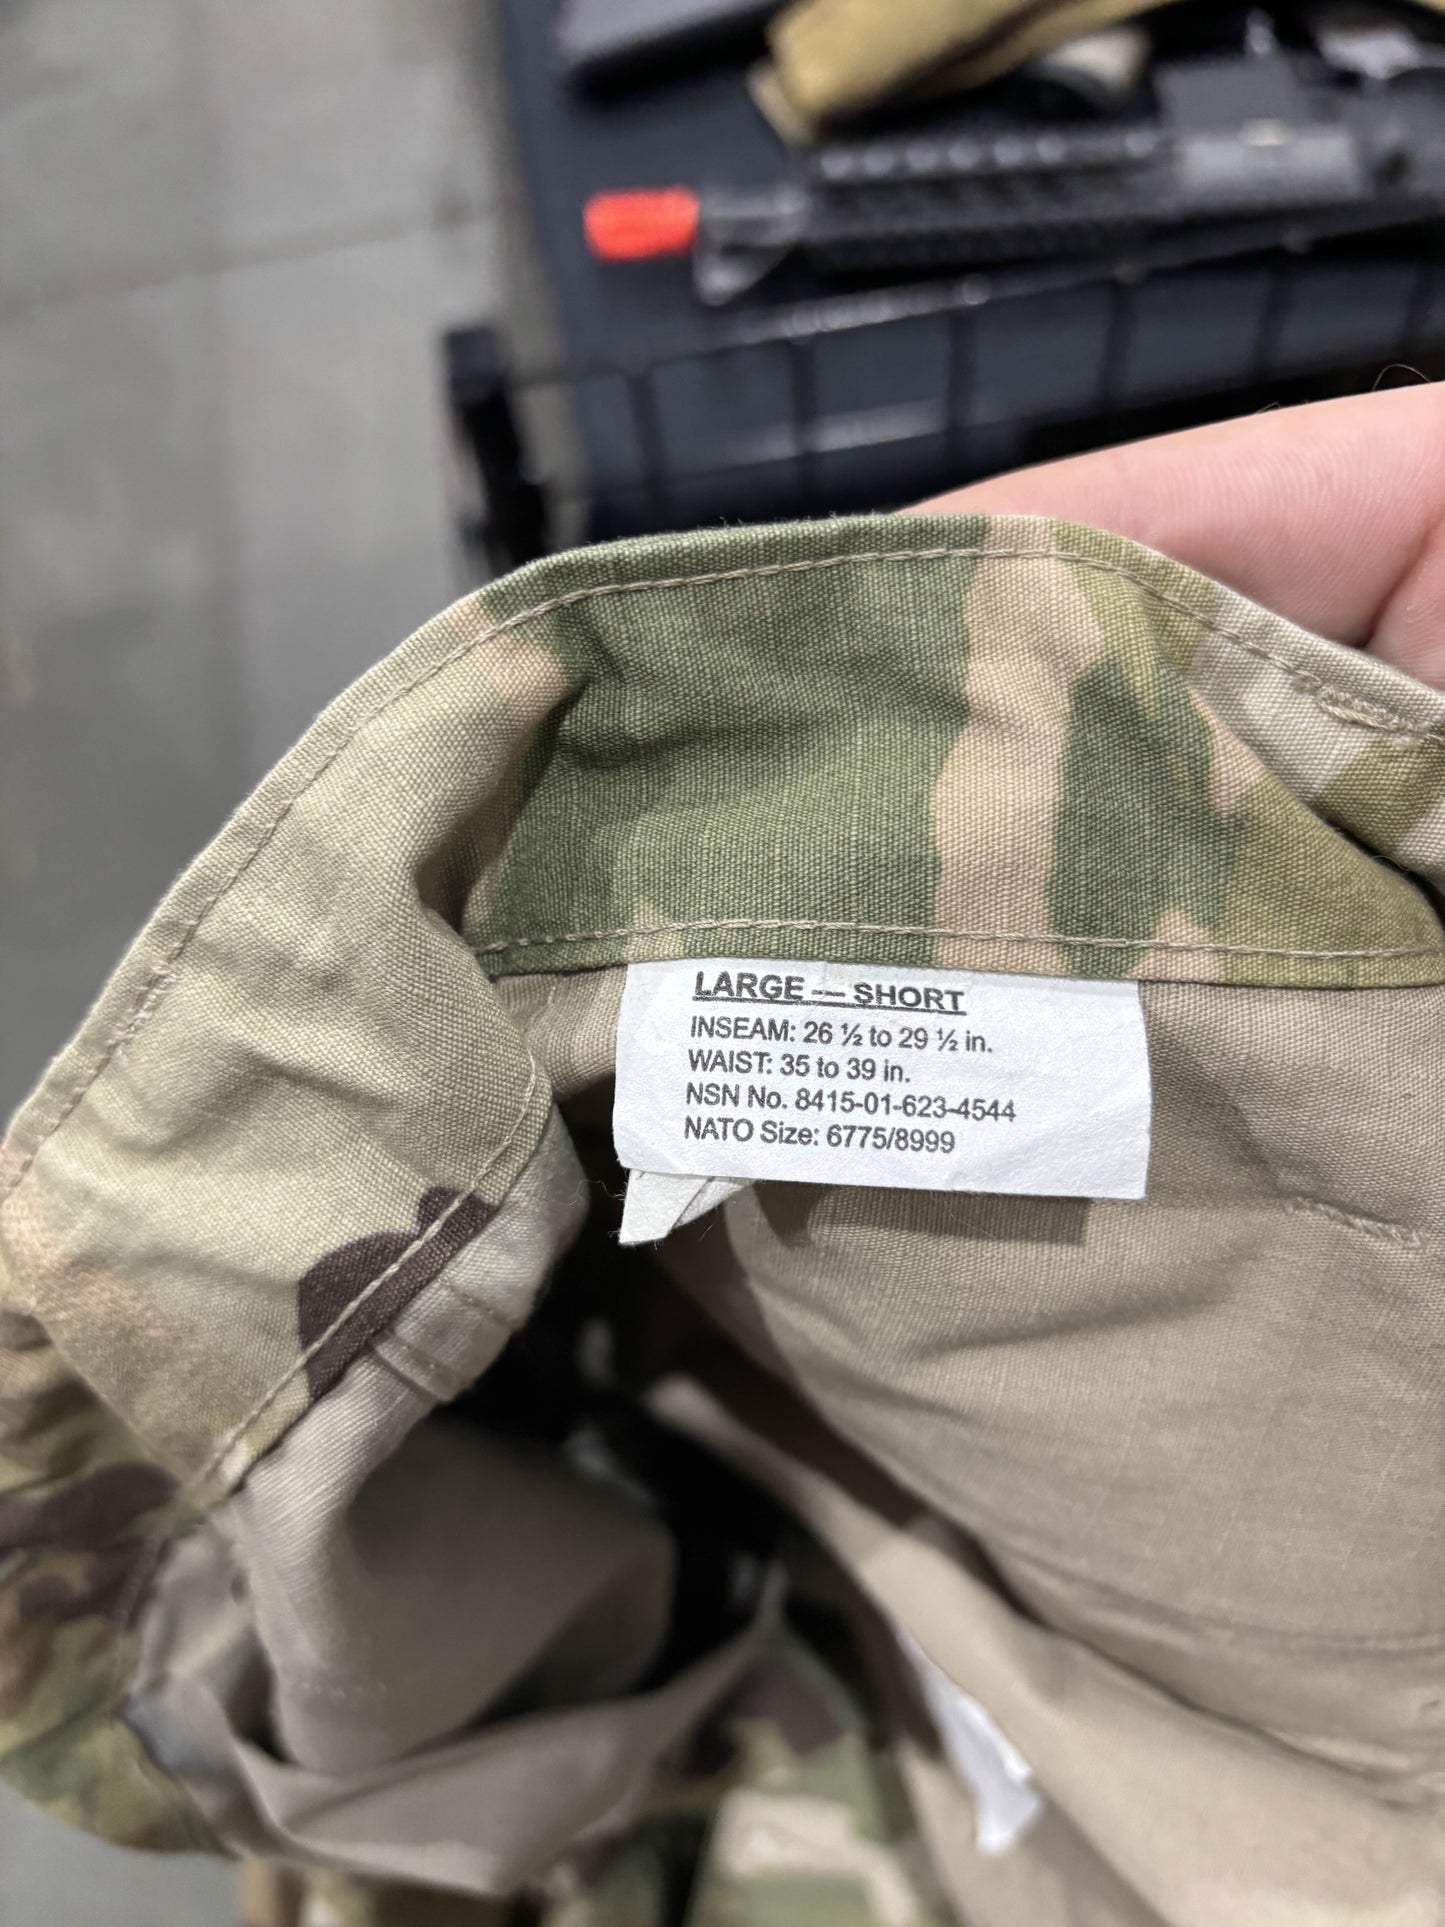 LARGE — SHORT
INSEAM: 26 ½ to 29 ½ in.
WAIST: 35 to 39 in.
NSN No. 8415-01-623-4544
NATO Size: 6775/8999